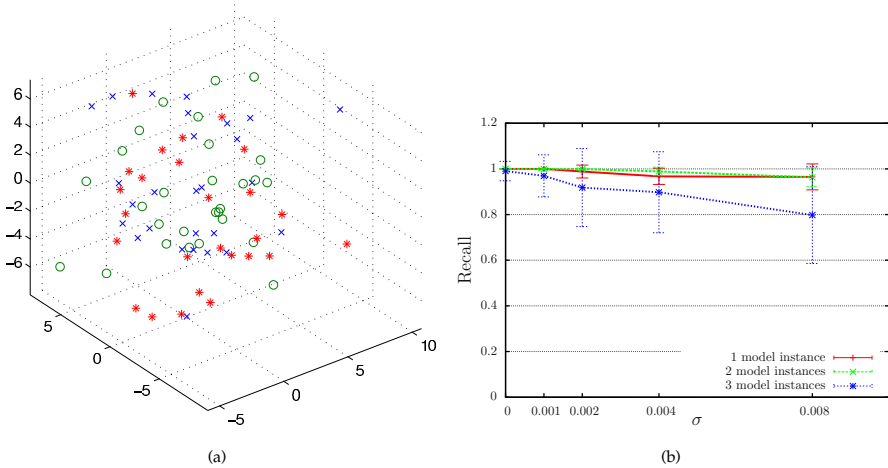 6
4
2
0
−2
−4
−6
5
0
−5
−5
0
5
10
(a)
1.2
1
0.8
0.6
0.4
0.2
0
Recall
0 0.001 0.002 0.004 0.008
σ
1 model instance
2 model instances
3 model instances
(b)